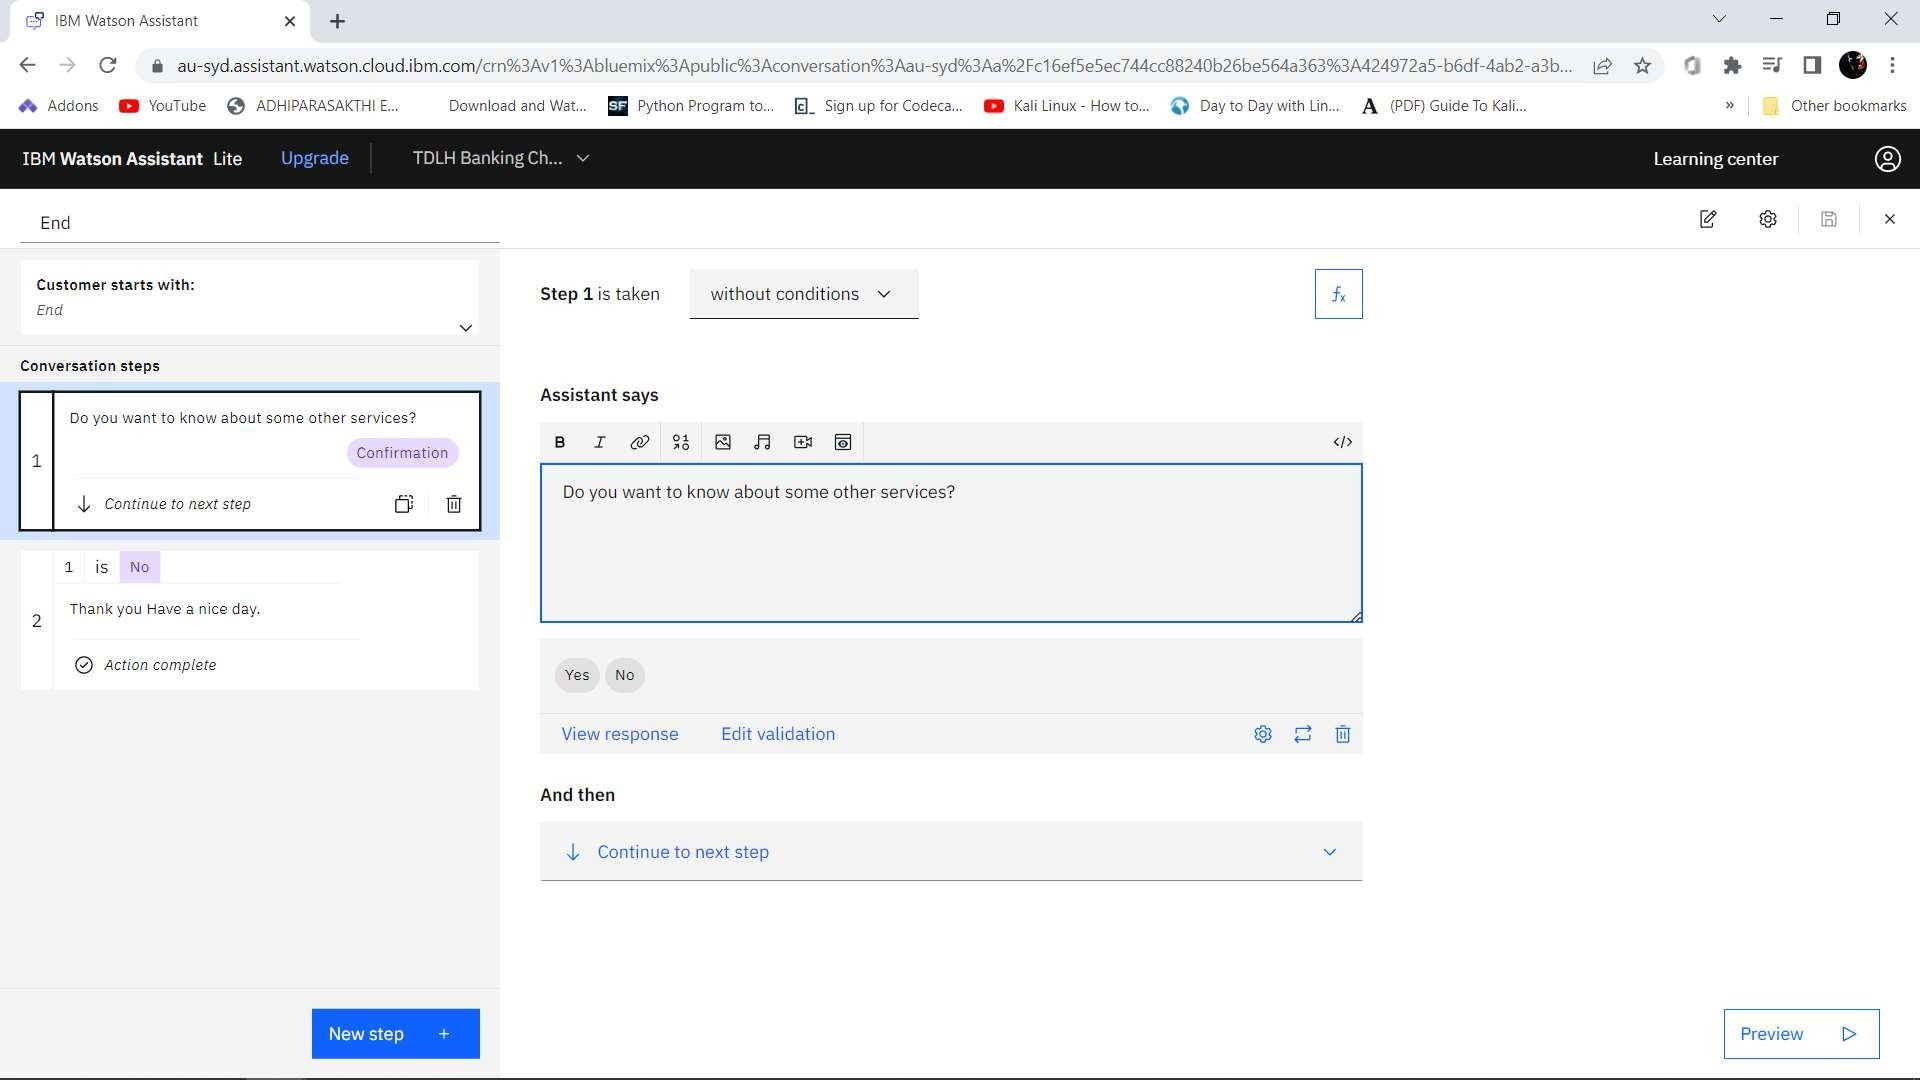 IBM Watson Assistant
au-syd.assistant.watson.cloud.ibm.com/crn%3Av1%3Abluemix%3Apublic%3Aconversation%3Aau-syd%3Aa%2Fc16ef5e5ec744cc88240b26be564a363%3A424972a5-b6df-4ab2-a3b...
Addons YouTube ADHIPARASAKTHI E... Download and Wat... SF Python Program to... Sign up for Codeca... Kali Linux - How to... Day to Day with Lin... A (PDF) Guide To Kali... » Other bookmarks
IBM Watson Assistant Lite Upgrade TDLH Banking Ch... Learning center
End
Customer starts with:
End
Conversation steps
1
Do you want to know about some other services?
Confirmation
Continue to next step
2
1 is No
Thank you Have a nice day.
Action complete
New step +
Step 1 is taken without conditions fx
Assistant says
B I </>
Do you want to know about some other services?
Yes No
View response Edit validation
And then
Continue to next step
Preview